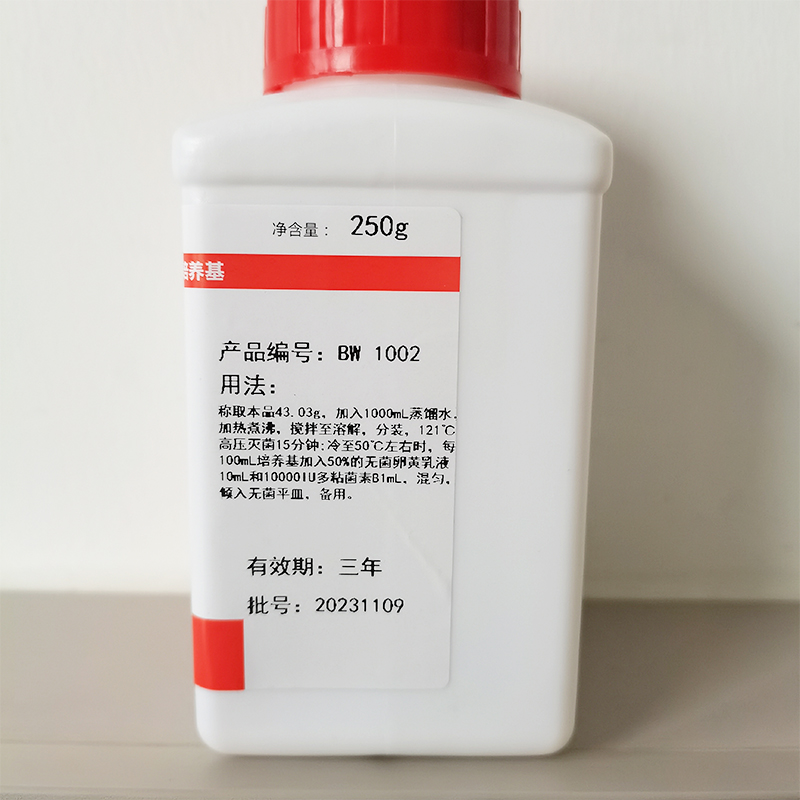 净含量： 250g
培养基
产品编号：BW 1002
用法：
称取本品43.03g，加入1000mL蒸馏水，
加热煮沸，搅拌至溶解，分装，121℃
高压灭菌15分钟;冷至50℃左右时，每
100mL培养基加入50%的无菌卵黄乳液
10mL和10000IU多粘菌素B1mL，混匀，
倾入无菌平皿，备用。
有效期：三年
批号：20231109